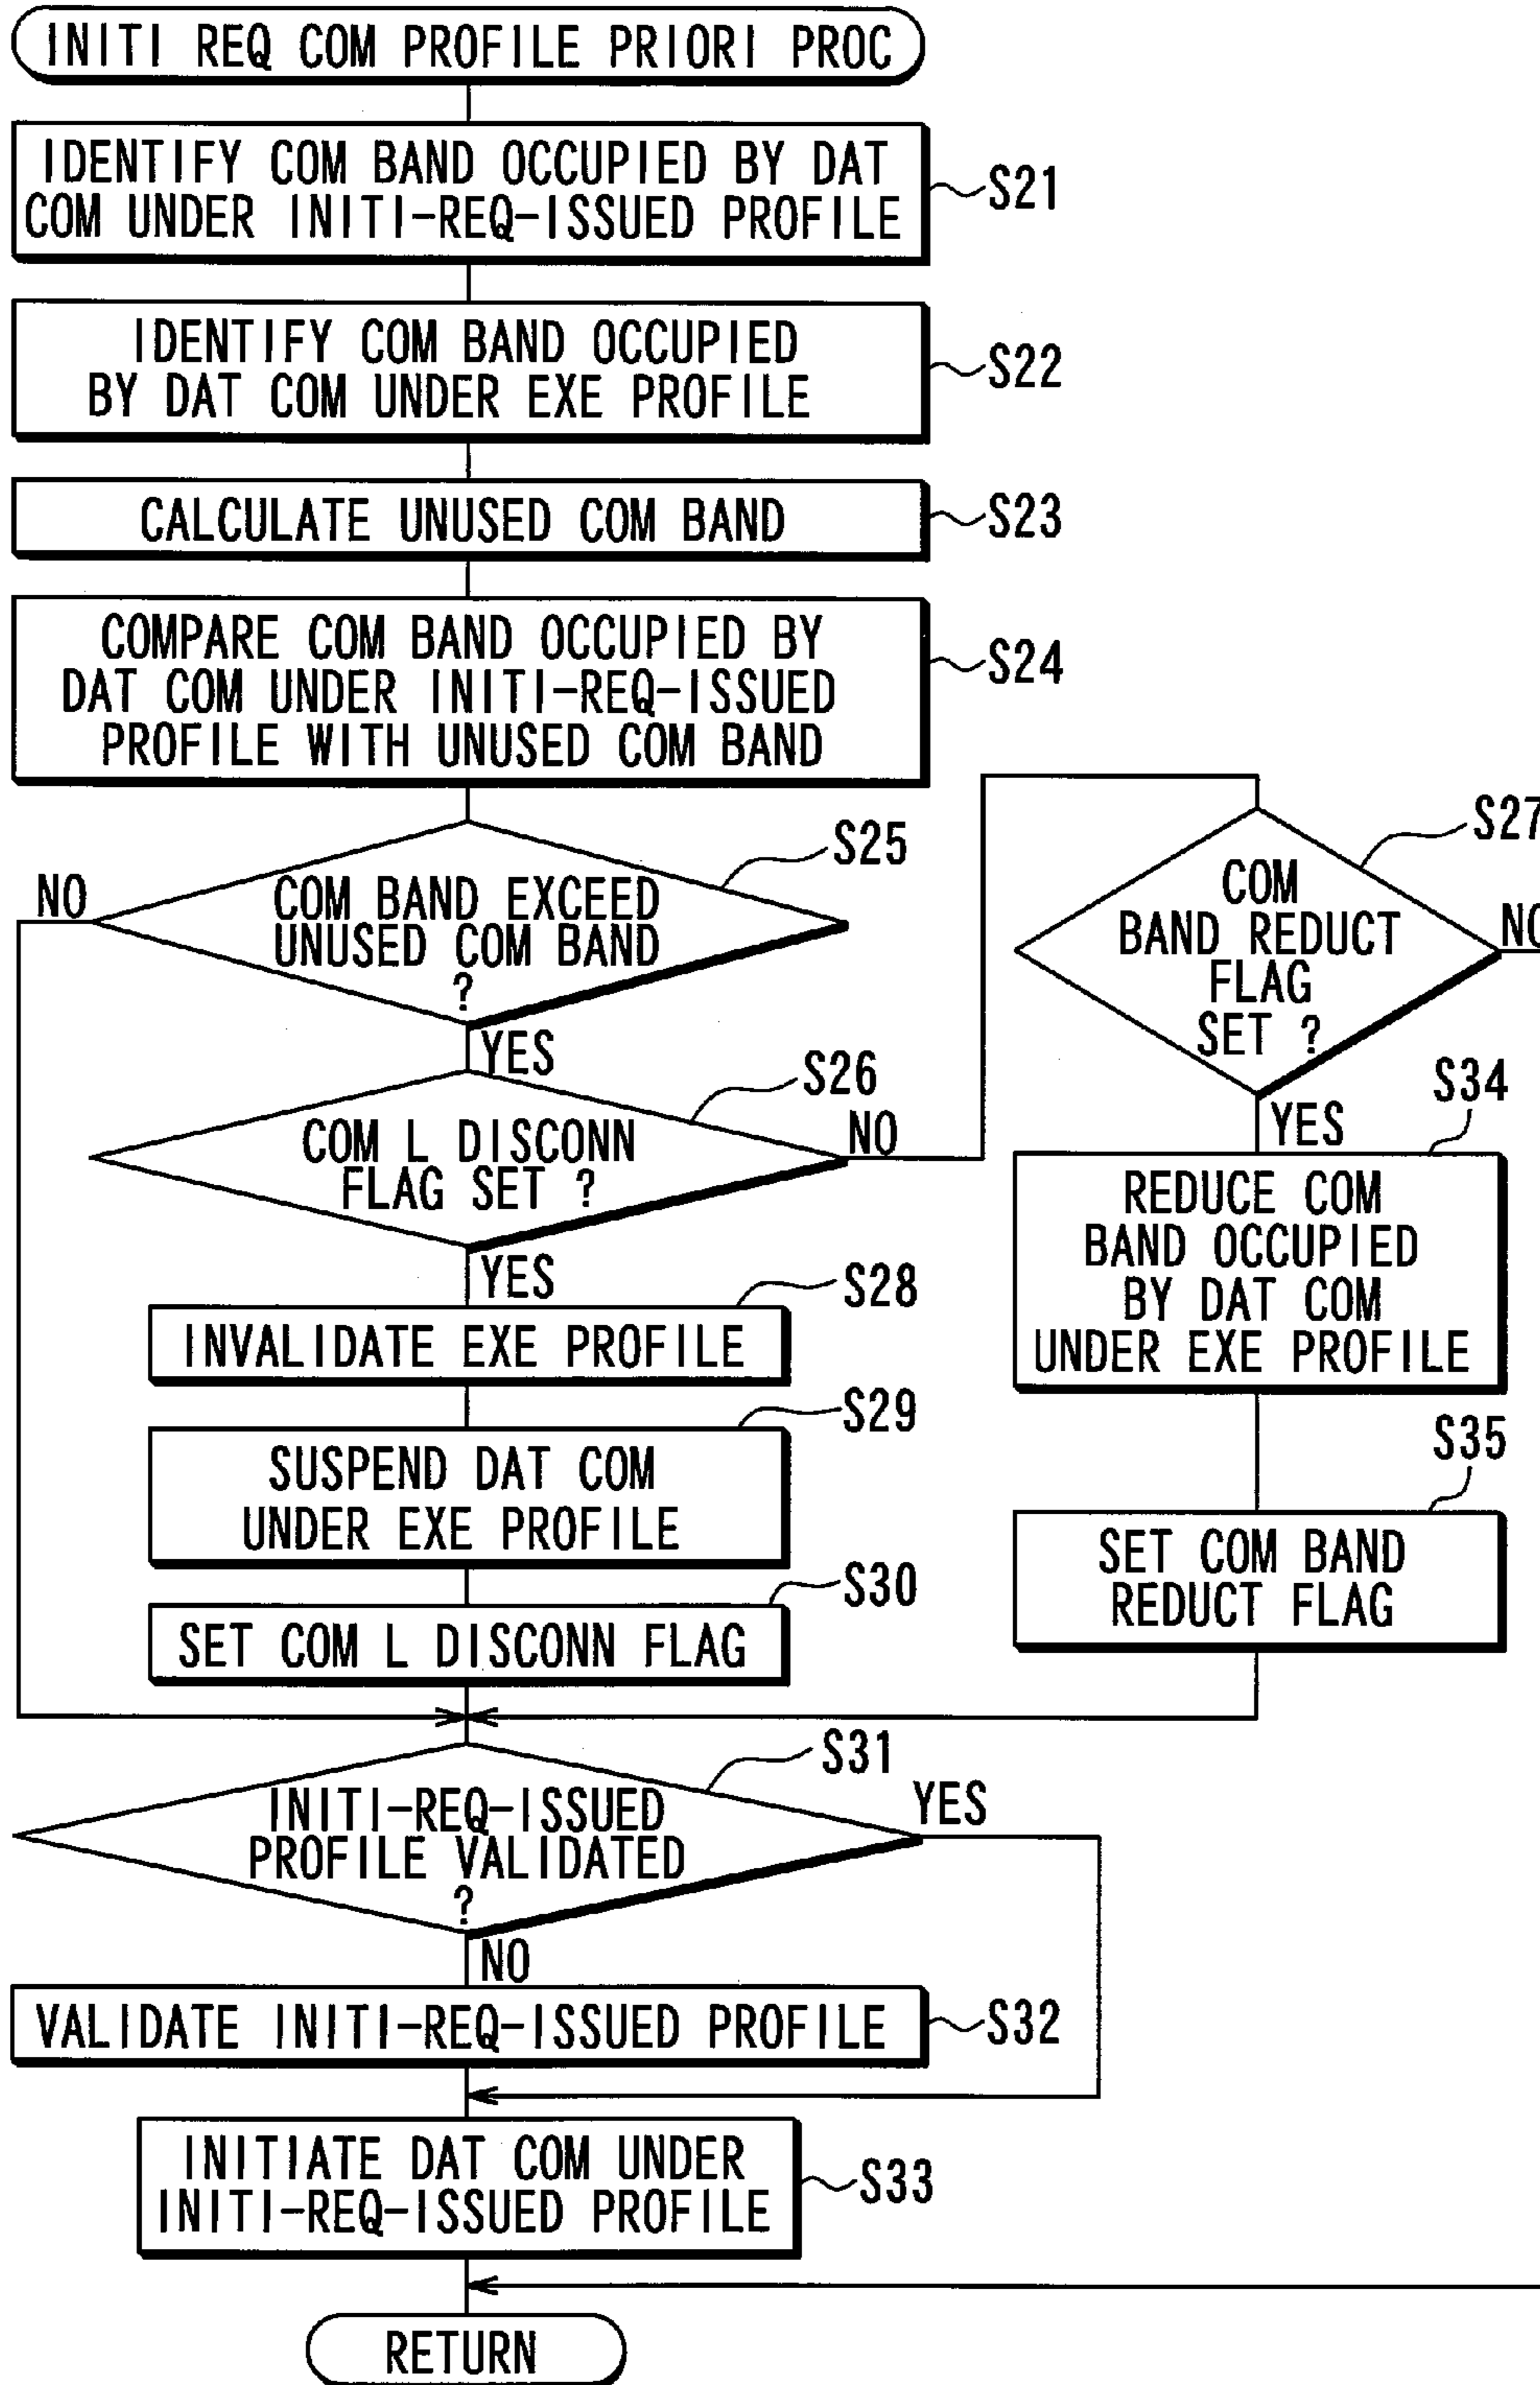 INITI REQ COM PROFILE PRIORI PROC
IDENTIFY COM BAND OCCUPIED BY DAT
COM UNDER INITI-REQ-ISSUED PROFILE
S21
IDENTIFY COM BAND OCCUPIED
BY DAT COM UNDER EXE PROFILE
S22
CALCULATE UNUSED COM BAND
S23
COMPARE COM BAND OCCUPIED BY
DAT COM UNDER INITI-REQ-ISSUED
PROFILE WITH UNUSED COM BAND
S24
S25
NO
COM BAND EXCEED
UNUSED COM BAND
?
YES
S26
COM L DISCONN
FLAG SET ?
NO
YES
S27
COM
BAND REDUCT
FLAG
SET ?
NO
YES
S28
INVALIDATE EXE PROFILE
S29
SUSPEND DAT COM
UNDER EXE PROFILE
S30
SET COM L DISCONN FLAG
S34
REDUCE COM
BAND OCCUPIED
BY DAT COM
UNDER EXE PROFILE
S35
SET COM BAND
REDUCT FLAG
S31
INITI-REQ-ISSUED
PROFILE VALIDATED
?
YES
NO
VALIDATE INITI-REQ-ISSUED PROFILE
S32
INITIATE DAT COM UNDER
INITI-REQ-ISSUED PROFILE
S33
RETURN